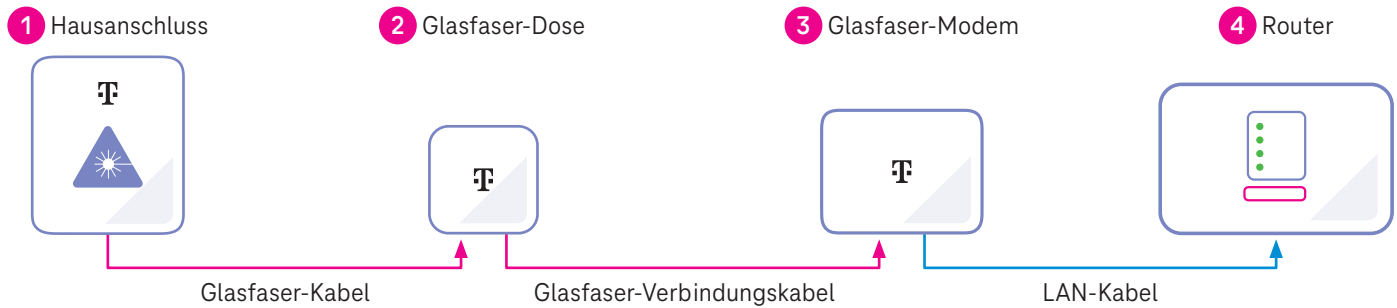 1 Hausanschluss
2 Glasfaser-Dose
3 Glasfaser-Modem
4 Router
T
T
T
Glasfaser-Kabel
Glasfaser-Verbindungskabel
LAN-Kabel